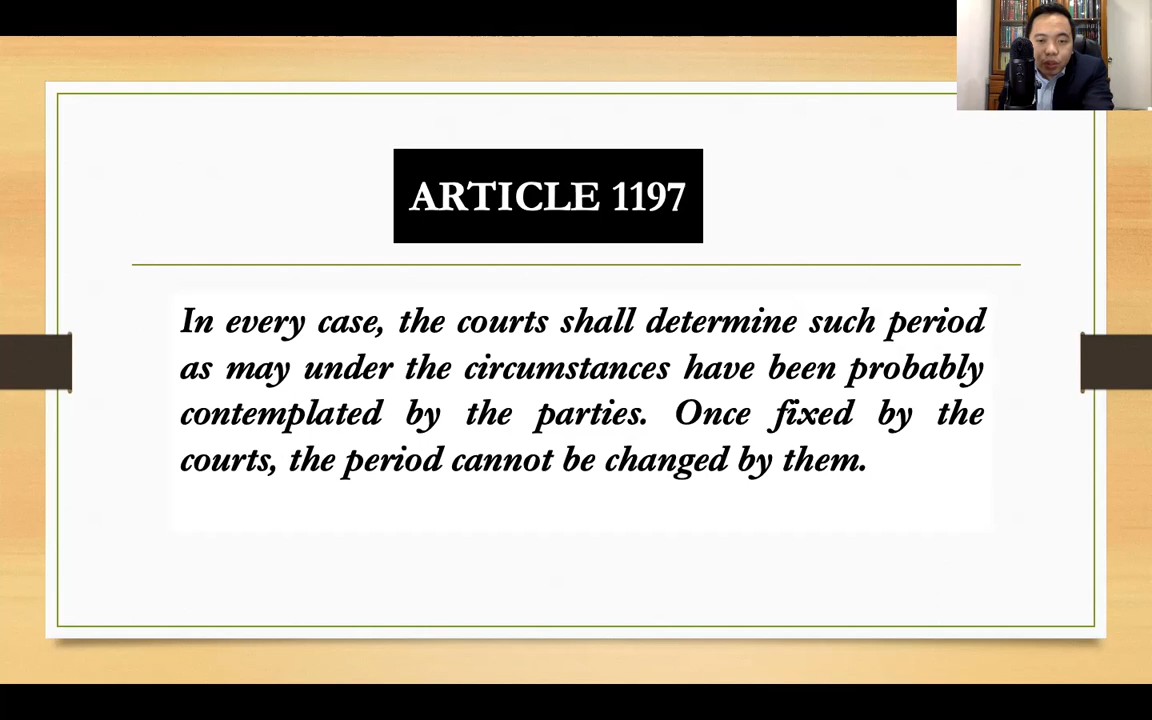 ARTICLE 1197
In every case, the courts shall determine such period
as may under the circumstances have been probably
contemplated by the parties. Once fixed by the
courts, the period cannot be changed by them.